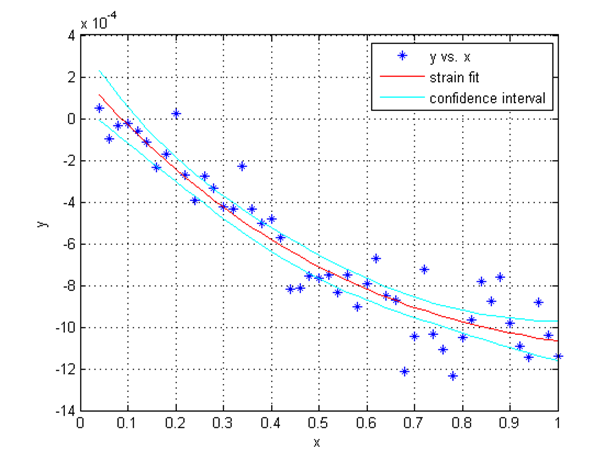 x 10^-4
4
2
0
-2
-4
-6
-8
-10
-12
-14
0 0.1 0.2 0.3 0.4 0.5 0.6 0.7 0.8 0.9 1
x
y
y vs. x
strain fit
confidence interval